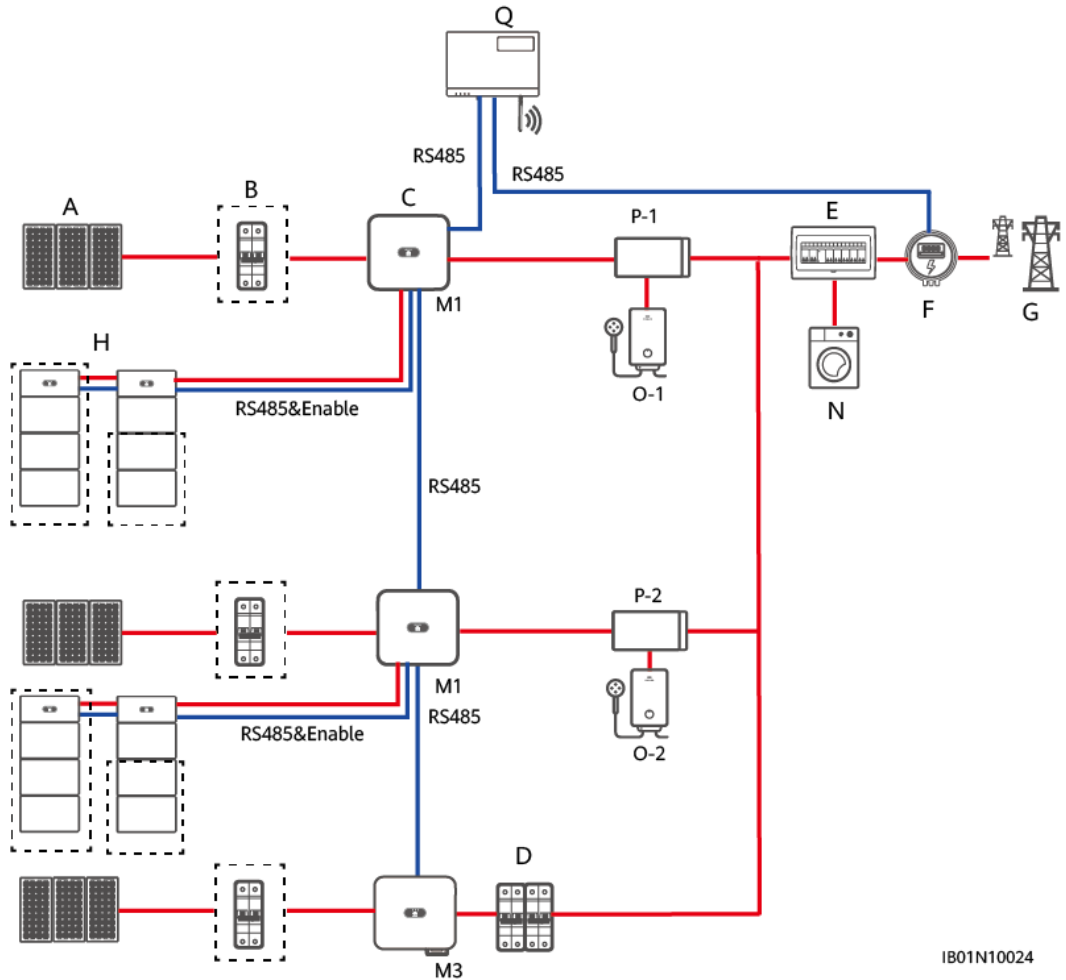 Q
RS485
RS485
A
B
C
P-1
E
M1
F
G
H
O-1
N
RS485&Enable
RS485
P-2
M1
RS485
RS485&Enable
O-2
D
M3
IB01N10024